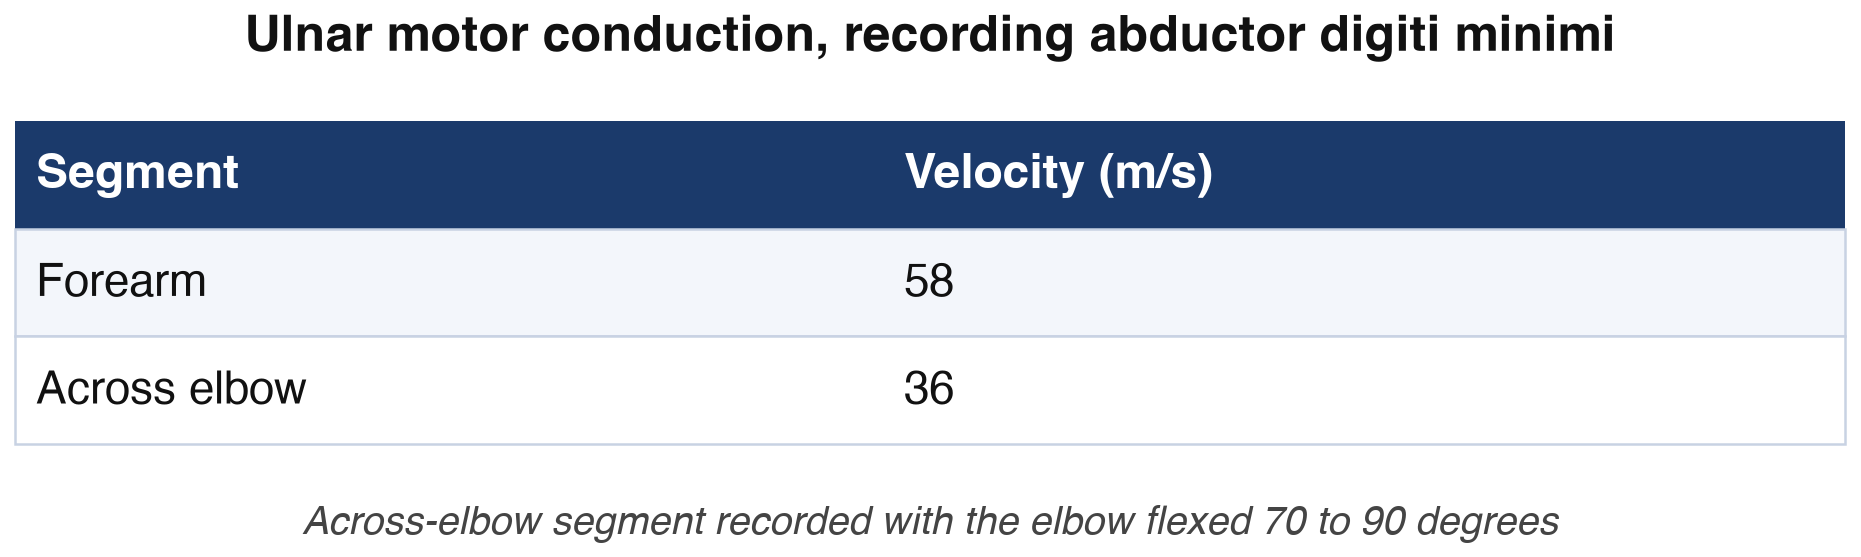 Ulnar motor conduction, recording abductor digiti minimi
Segment Velocity (m/s)
Forearm 58
Across elbow 36
Across-elbow segment recorded with the elbow flexed 70 to 90 degrees